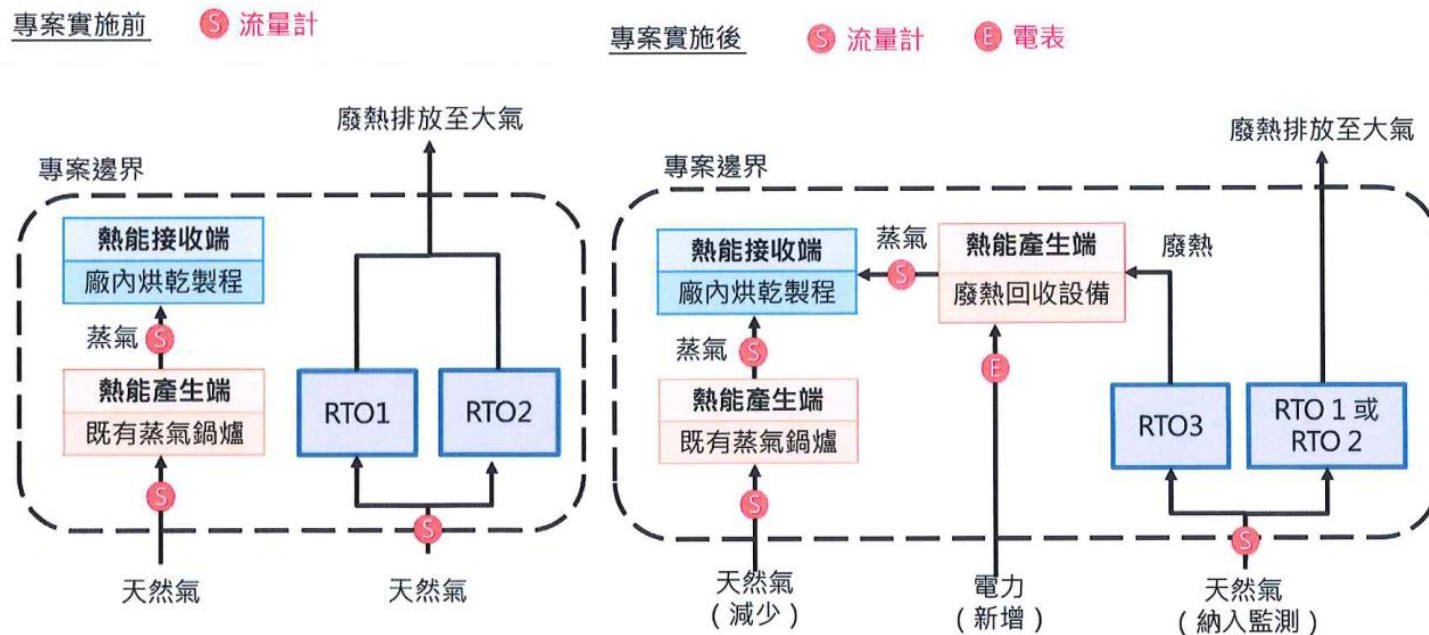 專案實施前
S 流量計
廢熱排放至大氣
專案邊界
熱能接收端
廠內烘乾製程
蒸氣 S
熱能產生端
既有蒸氣鍋爐
RTO1
RTO2
S
S
天然氣
天然氣
專案實施後
S 流量計
E 電表
廢熱排放至大氣
專案邊界
熱能接收端
廠內烘乾製程
蒸氣
S
熱能產生端
廢熱回收設備
廢熱
蒸氣 S
熱能產生端
既有蒸氣鍋爐
E
RTO3
RTO 1 或
RTO 2
S
S
天然氣
(減少)
電力
(新增)
天然氣
(納入監測)